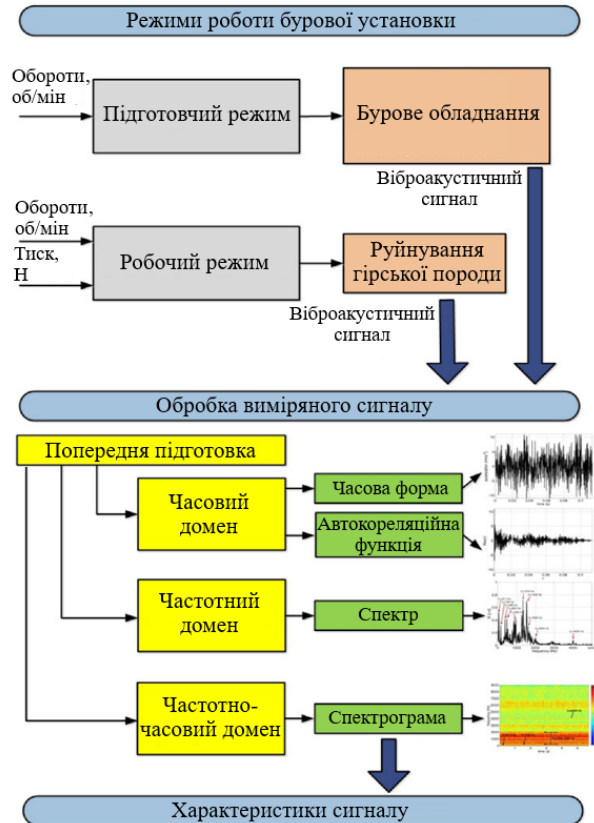 Режими роботи бурової установки
Обороти,
об/мін
Підготовчий режим
Бурове обладнання
Віброакустичний
сигнал
Обороти,
об/мін
Тиск,
Н
Робочий режим
Руйнування
гірської породи
Віброакустичний
сигнал
Обробка виміряного сигналу
Попередня підготовка
Часовий
домен
Часова форма
Автокореляційна
функція
Частотний
домен
Спектр
Частотно-
часовий домен
Спектрограма
Характеристики сигналу